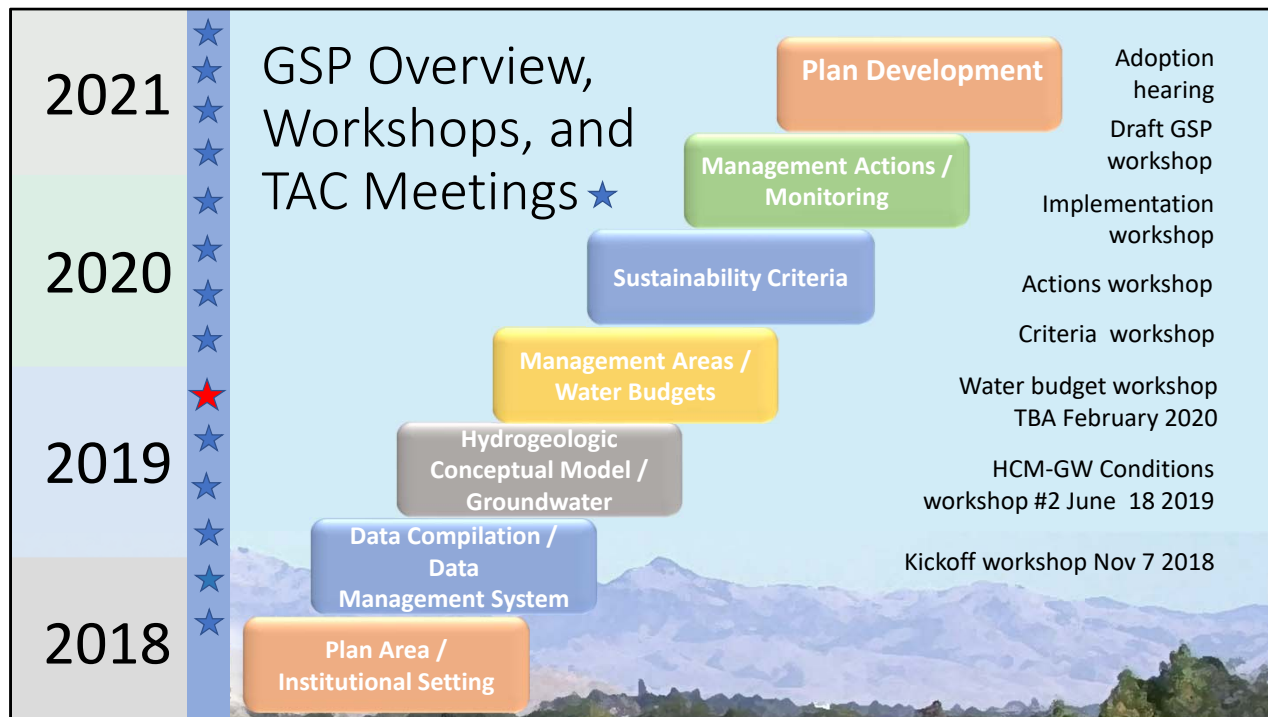 2021
2020
2019
2018
GSP Overview,
Workshops, and
TAC Meetings
Plan Development
Management Actions /
Monitoring
Sustainability Criteria
Management Areas /
Water Budgets
Hydrogeologic
Conceptual Model /
Groundwater
Data Compilation /
Data
Management System
Plan Area /
Institutional Setting
Adoption
hearing
Draft GSP
workshop
Implementation
workshop
Actions workshop
Criteria workshop
Water budget workshop
TBA February 2020
HCM-GW Conditions
workshop #2 June 18 2019
Kickoff workshop Nov 7 2018